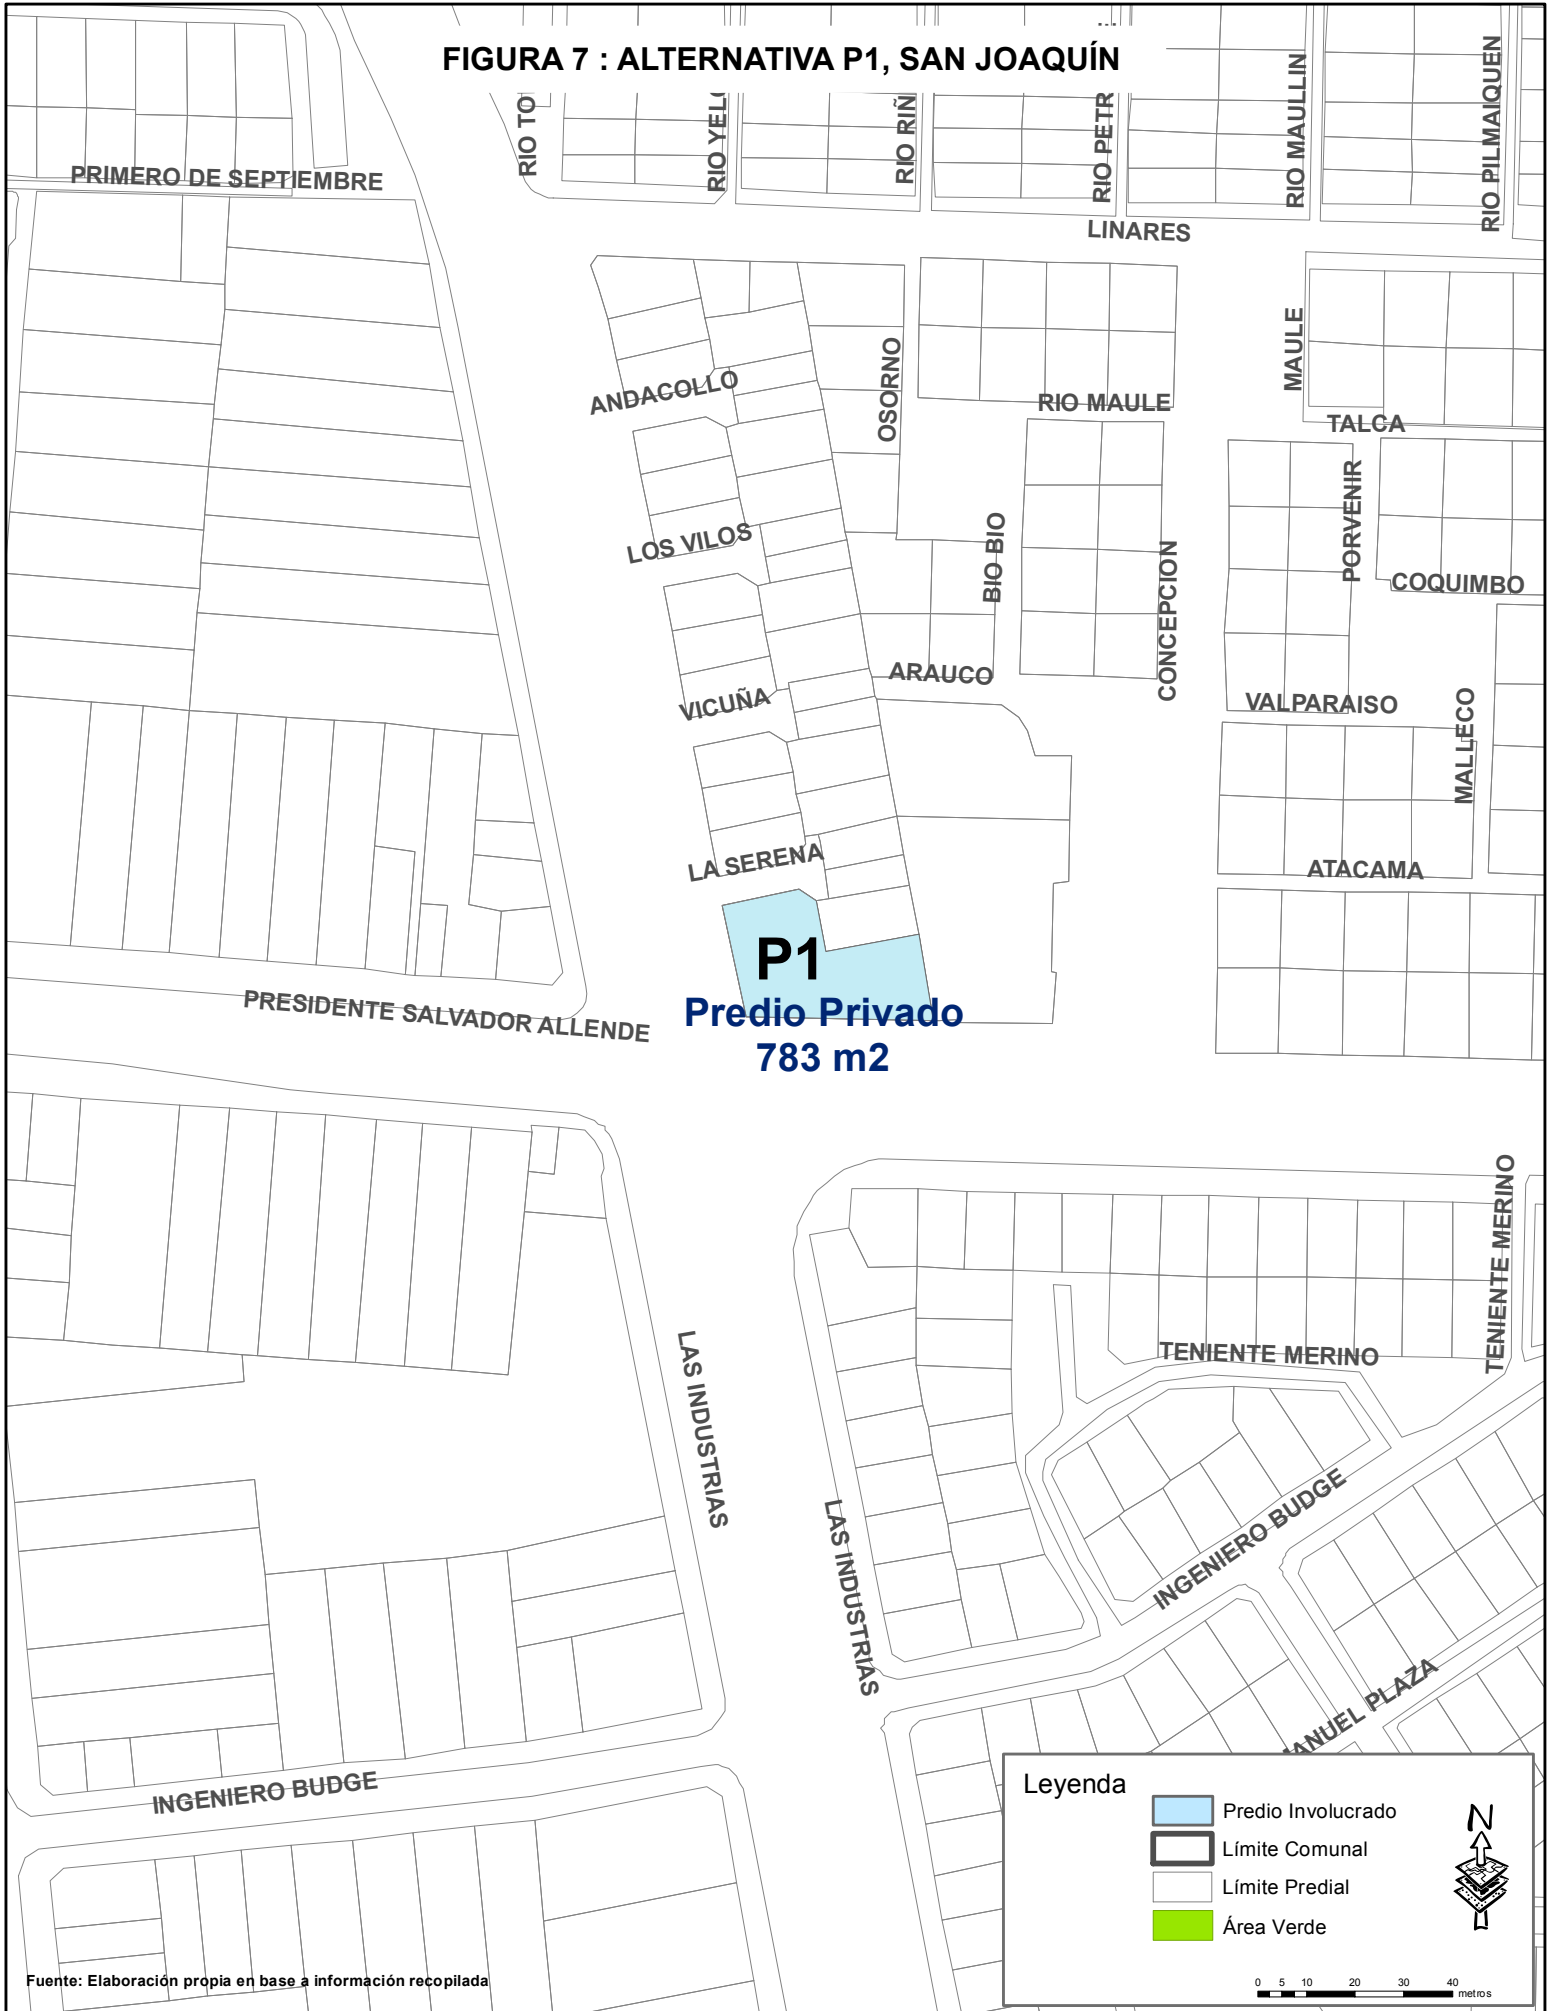 FIGURA 7 : ALTERNATIVA P1, SAN JOAQUÍN
RIO TO
RIO YEL
RIO RIÑ
RIO PETR
RIO MAULLIN
RIO PILMAIQUEN
PRIMERO DE SEPTIEMBRE
LINARES
ANDACOLLO
OSORNO
RIO MAULE
MAULE
TALCA
LOS VILOS
BIO BIO
CONCEPCION
PORVENIR
COQUIMBO
VICUÑA
ARAUCO
VALPARAISO
MALLECO
LA SERENA
ATACAMA
P1
Predio Privado
783 m2
PRESIDENTE SALVADOR ALLENDE
TENIENTE MERINO
TENIENTE MERINO
LAS INDUSTRIAS
LAS INDUSTRIAS
INGENIERO BUDGE
ANUEL PLAZA
INGENIERO BUDGE
Leyenda
Predio Involucrado
Límite Comunal
Límite Predial
Área Verde
N
0 5 10 20 30 40
metros
Fuente: Elaboración propia en base a información recopilada